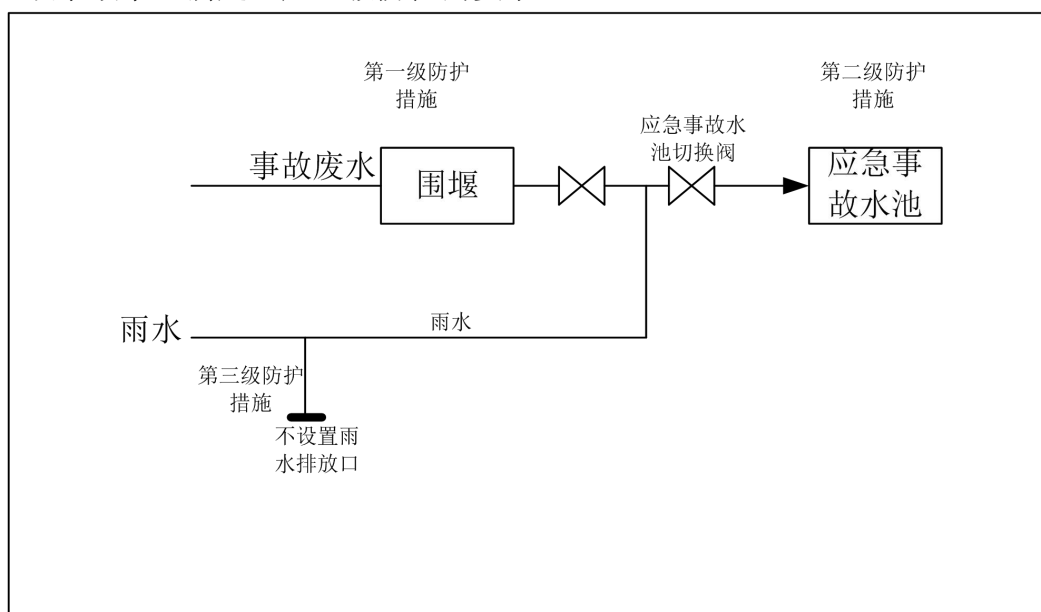 第一级防护
措施
第二级防护
措施
应急事故水
池切换阀
事故废水
围堰
应急事
故水池
雨水
雨水
第三级防护
措施
不设置雨
水排放口